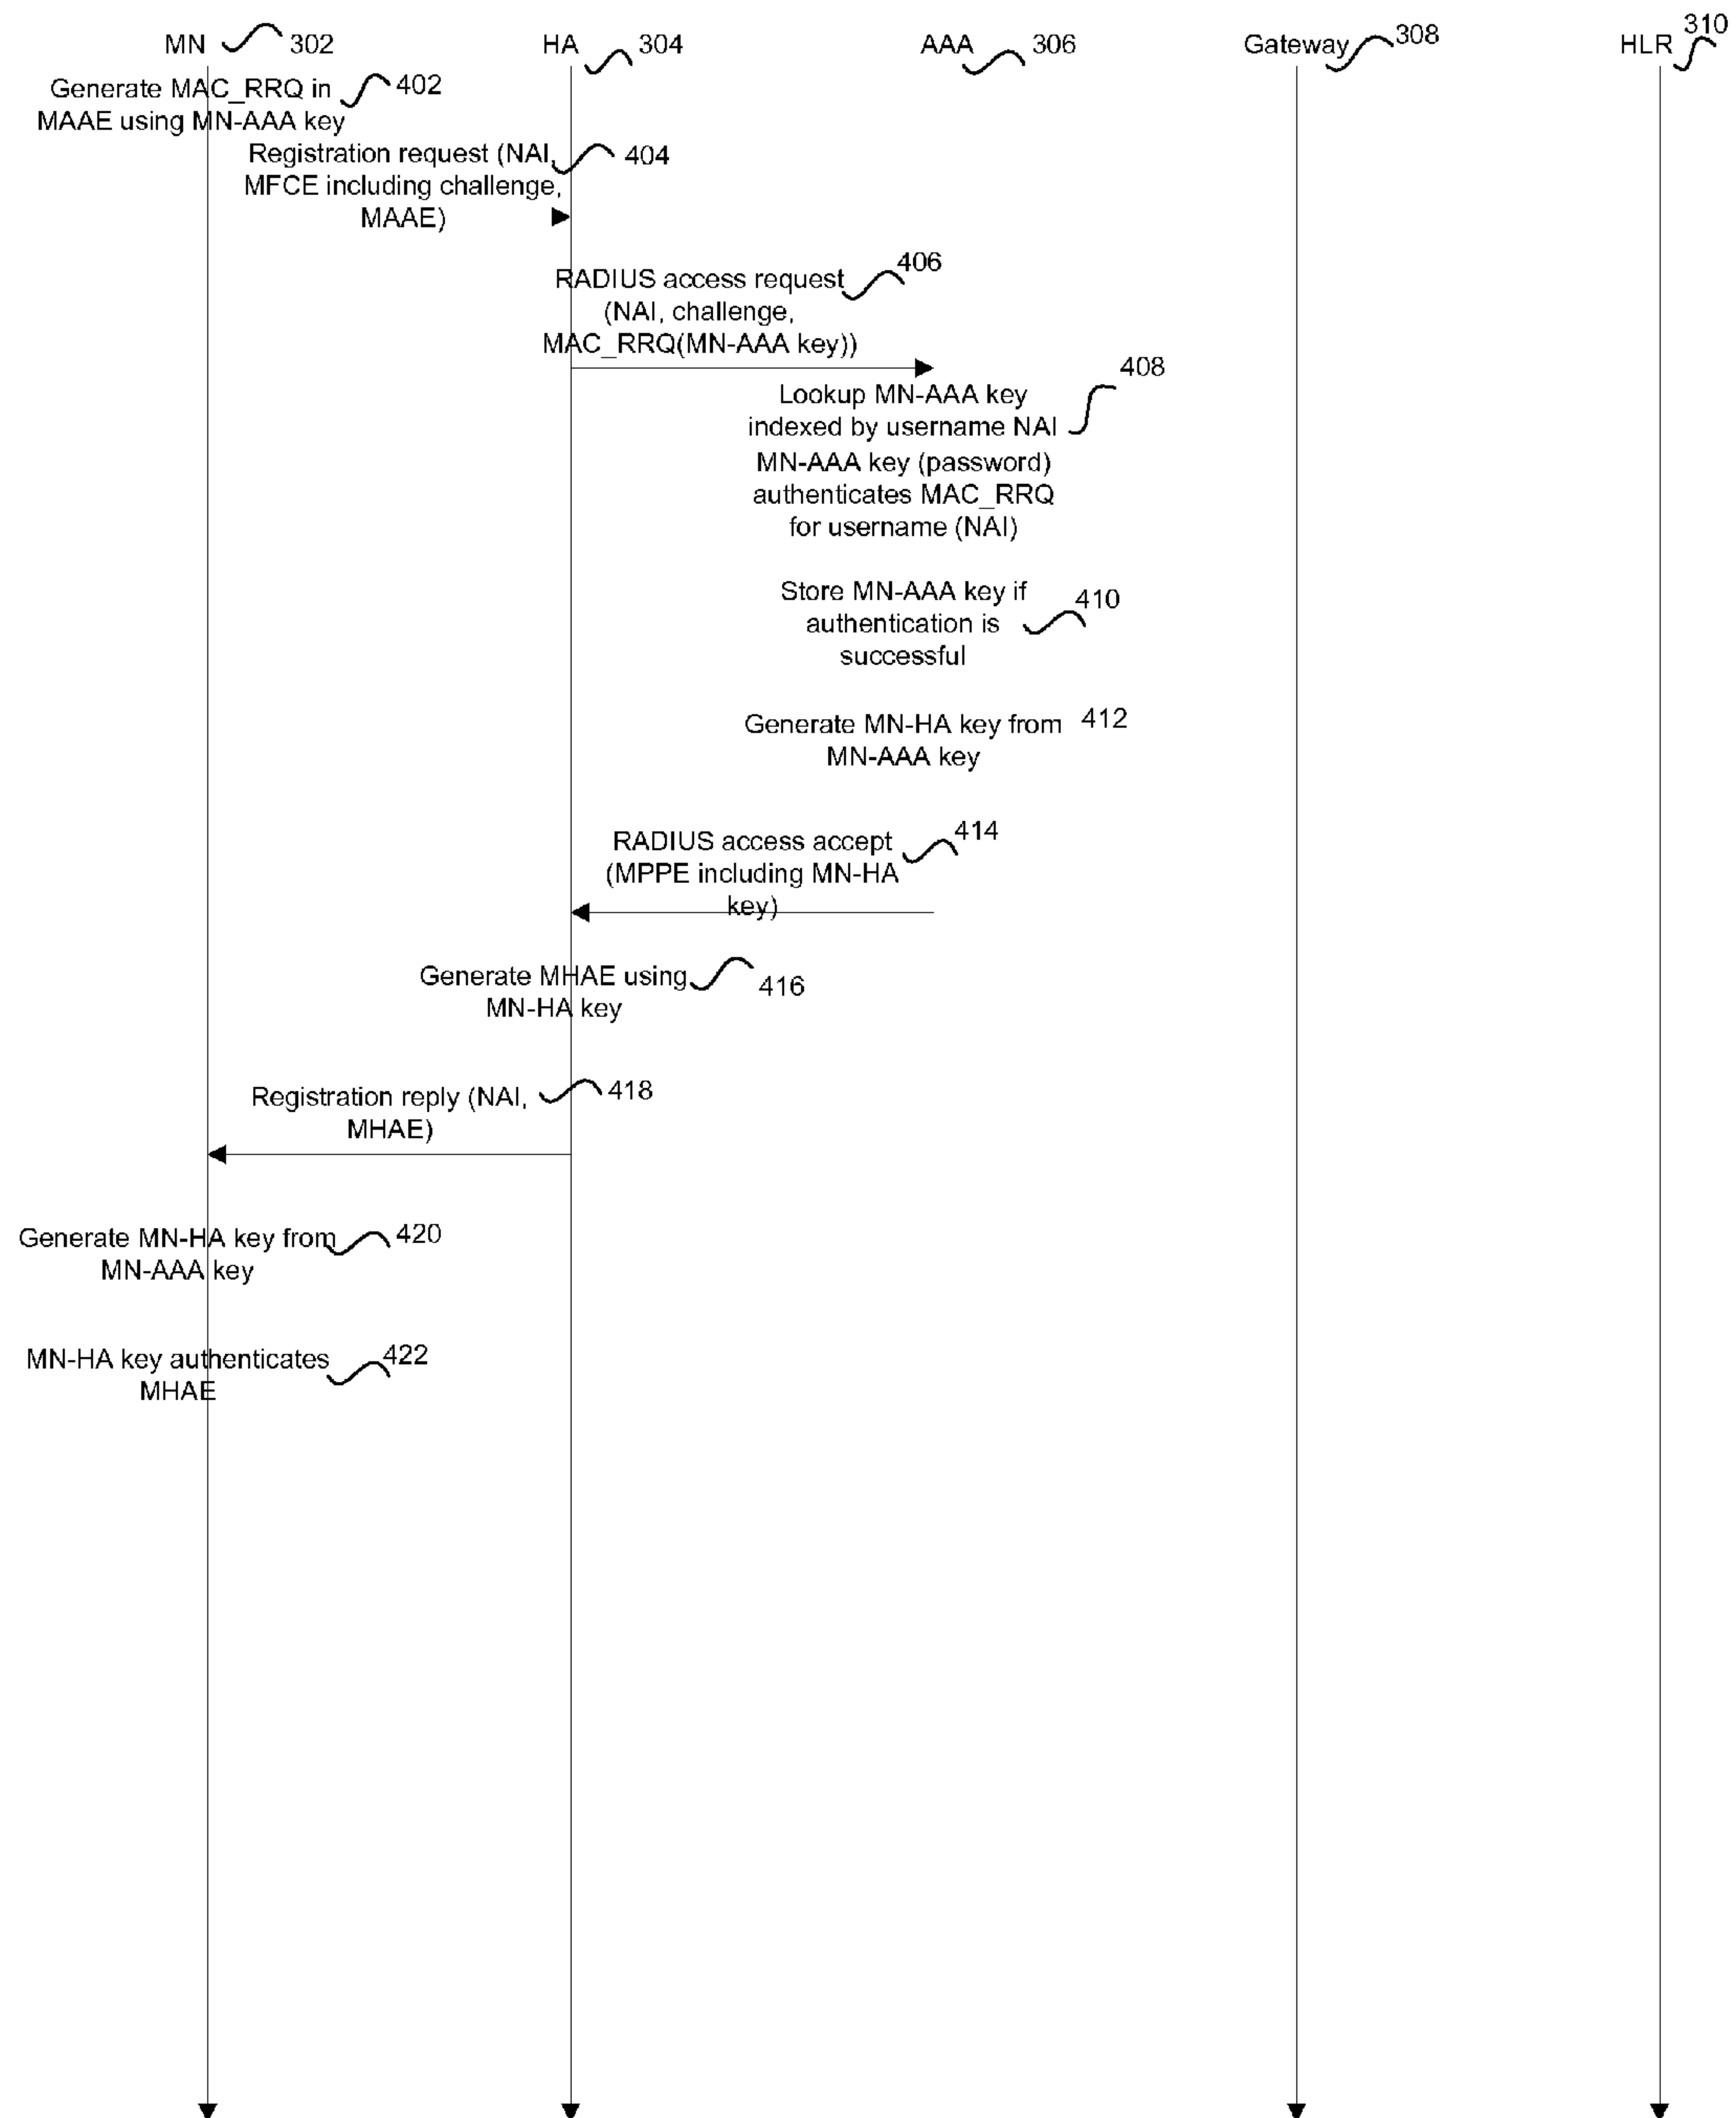 MN 302 HA 304 AAA 306 Gateway 308 HLR 310
Generate MAC_RRQ in 402
MAAE using MN-AAA key
Registration request (NAI, 404
MFCE including challenge,
MAAE)
RADIUS access request 406
(NAI, challenge,
MAC_RRQ(MN-AAA key))
Lookup MN-AAA key 408
indexed by username NAI
MN-AAA key (password)
authenticates MAC_RRQ
for username (NAI)
Store MN-AAA key if 410
authentication is
successful
Generate MN-HA key from 412
MN-AAA key
RADIUS access accept 414
(MPPE including MN-HA
key)
Generate MHAE using 416
MN-HA key
Registration reply (NAI, 418
MHAE)
Generate MN-HA key from 420
MN-AAA key
MN-HA key authenticates 422
MHAE